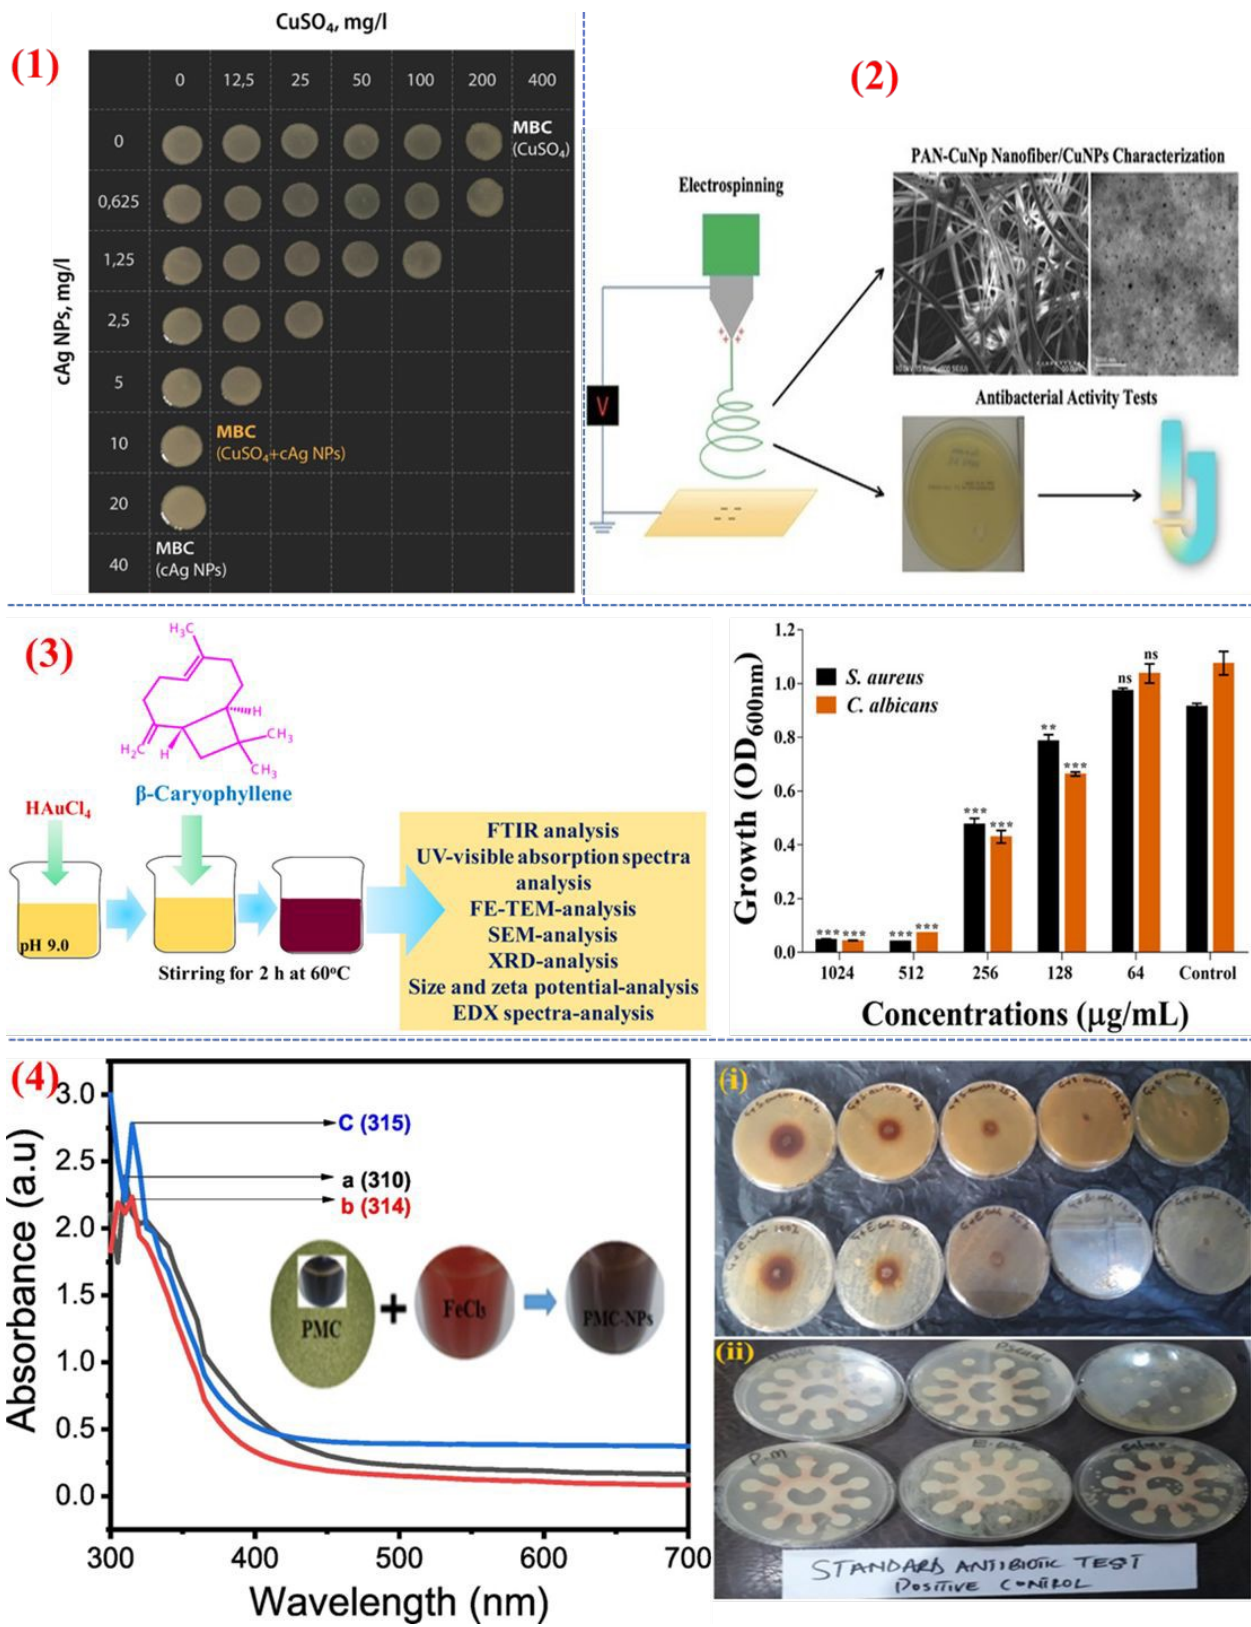 (1)
CuSO₄, mg/l
0 12,5 25 50 100 200 400
cAg NPs, mg/l
0
MBC
(CuSO₄)
0,625
1,25
2,5
5
10
MBC
(CuSO₄+cAg NPs)
20
MBC
(cAg NPs)
40
(2)
Electrospinning
V
PAN-CuNp Nanofiber/CuNPs Characterization
Antibacterial Activity Tests
(3)
H₃C
H
H₂C
H
CH₃
CH₃
β-Caryophyllene
HAuCl₄
pH 9.0
Stirring for 2 h at 60°C
FTIR analysis
UV-visible absorption spectra
analysis
FE-TEM-analysis
SEM-analysis
XRD-analysis
Size and zeta potential-analysis
EDX spectra-analysis
Growth (OD₆₀₀nm)
1.2
1.0
0.8
0.6
0.4
0.2
0.0
S. aureus
C. albicans
*** ***
*** ***
*** ***
** ***
ns ns
1024 512 256 128 64 Control
Concentrations (µg/mL)
(4)
Absorbance (a.u)
3.0
2.5
2.0
1.5
1.0
0.5
0.0
C (315)
a (310)
b (314)
PMC
+
FeCl₃
PMC-NPs
300 400 500 600 700
Wavelength (nm)
(i)
(ii)
P.M
STANDARD ANTIBIOTIC TEST
POSITIVE CONTROL